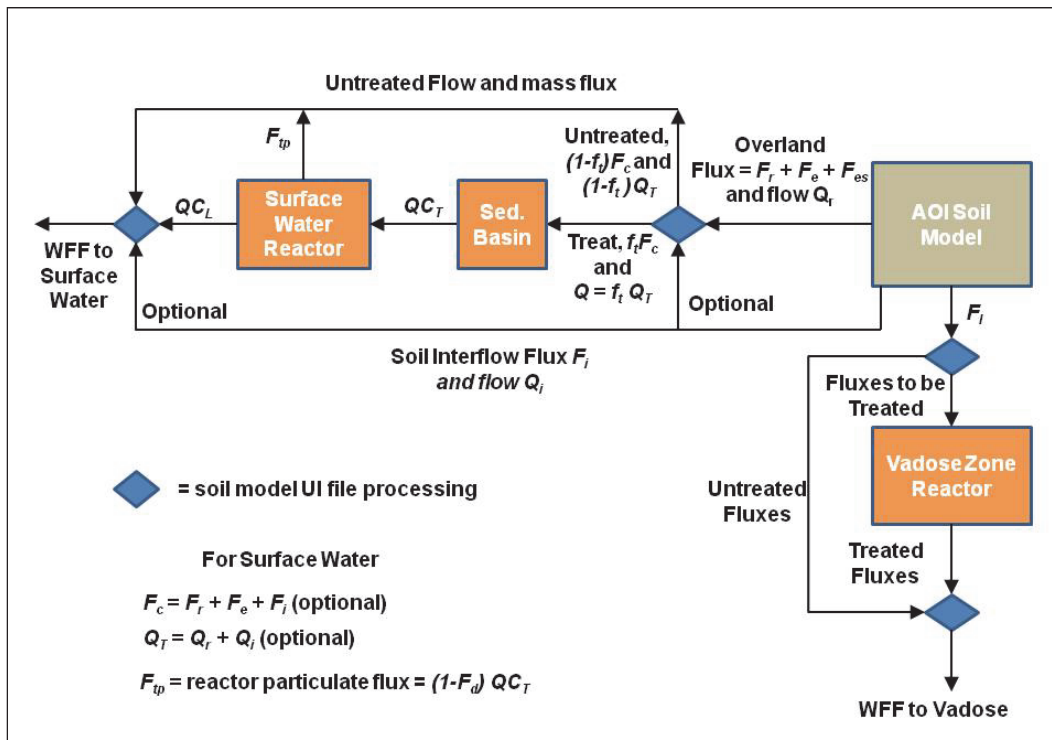 Untreated Flow and mass flux
F_tp
Untreated,
(1-f_t)F_c and
(1-f_t)Q_T
Overland
Flux = F_r + F_e + F_es
and flow Q_r
AOI Soil
Model
QC_L
Surface
Water
Reactor
QC_T
Sed.
Basin
WFF to
Surface
Water
Treat, f_tF_c
and
Q = f_t Q_T
Optional
Optional
F_l
Soil Interflow Flux F_i
and flow Q_i
Fluxes to be
Treated
Vadose Zone
Reactor
Untreated
Fluxes
Treated
Fluxes
WFF to Vadose
= soil model UI file processing
For Surface Water
F_c = F_r + F_e + F_i (optional)
Q_T = Q_r + Q_i (optional)
F_tp = reactor particulate flux = (1-F_d) QC_T